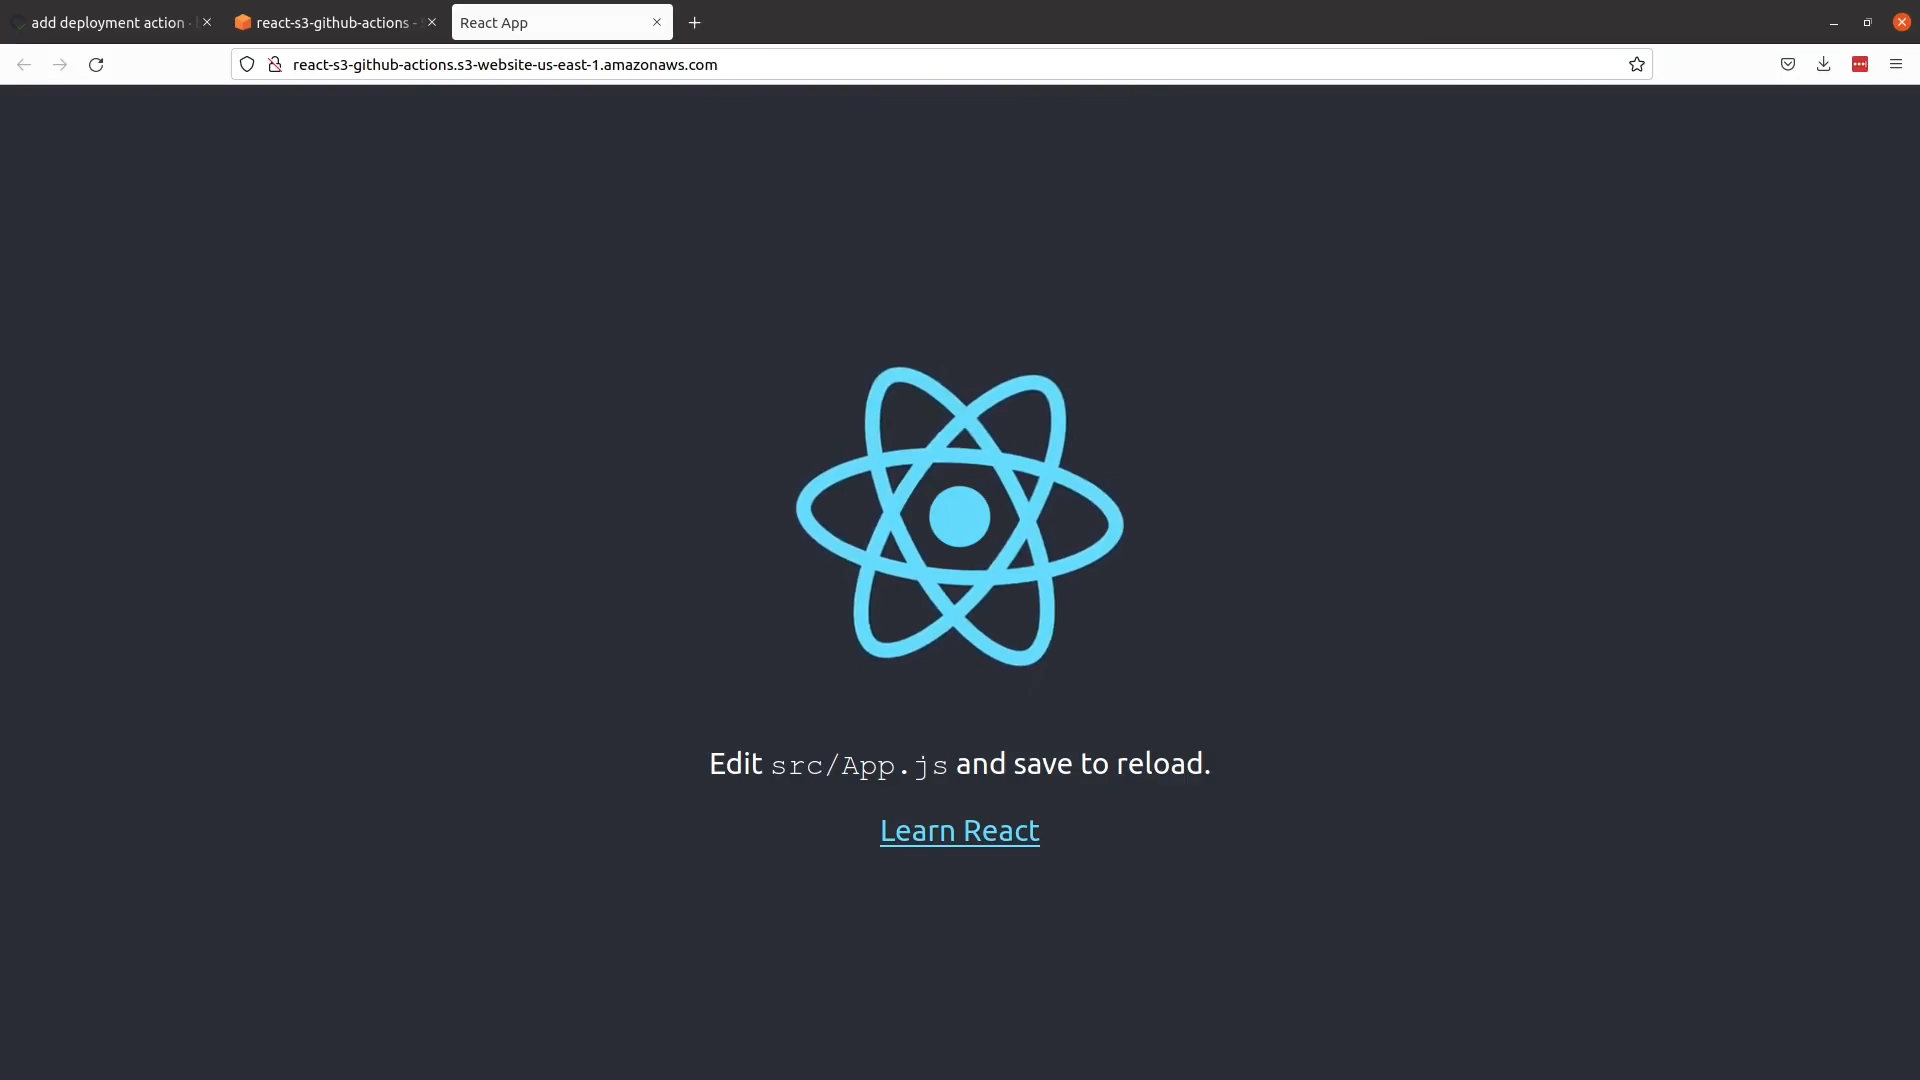 add deployment action ·
react-s3-github-actions -
React App
react-s3-github-actions.s3-website-us-east-1.amazonaws.com
Edit src/App.js and save to reload.
Learn React